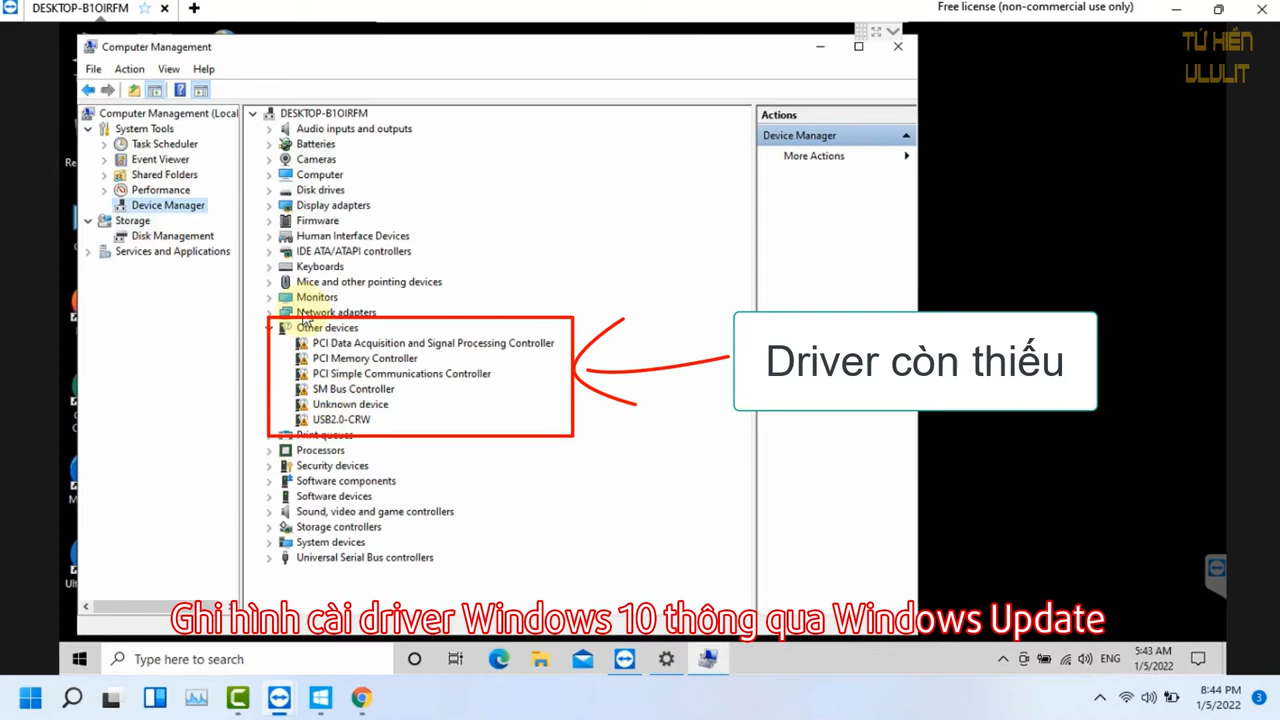 DESKTOP-B1OIRFM
Free license (non-commercial use only)
TỨ HIỀN
ULULIT
Computer Management
File Action View Help
Computer Management (Local
System Tools
Task Scheduler
Event Viewer
Shared Folders
Performance
Device Manager
Storage
Disk Management
Services and Applications
DESKTOP-B1OIRFM
Audio inputs and outputs
Batteries
Cameras
Computer
Disk drives
Display adapters
Firmware
Human Interface Devices
IDE ATA/ATAPI controllers
Keyboards
Mice and other pointing devices
Monitors
Network adapters
Other devices
PCI Data Acquisition and Signal Processing Controller
PCI Memory Controller
PCI Simple Communications Controller
SM Bus Controller
Unknown device
USB2.0-CRW
Print queues
Processors
Security devices
Software components
Software devices
Sound, video and game controllers
Storage controllers
System devices
Universal Serial Bus controllers
Actions
Device Manager
More Actions
Driver còn thiếu
Ghi hình cài driver Windows 10 thông qua Windows Update
Type here to search
ENG
5:43 AM
1/5/2022
8:44 PM
1/5/2022
3